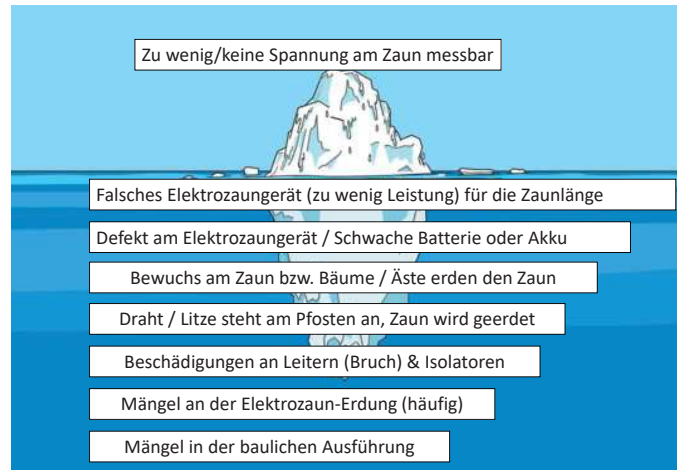 Zu wenig/keine Spannung am Zaun messbar
Falsches Elektrozaungerät (zu wenig Leistung) für die Zaunlänge
Defekt am Elektrozaungerät / Schwache Batterie oder Akku
Bewuchs am Zaun bzw. Bäume / Äste erden den Zaun
Draht / Litze steht am Pfosten an, Zaun wird geerdet
Beschädigungen an Leitern (Bruch) & Isolatoren
Mängel an der Elektrozaun-Erdung (häufig)
Mängel in der baulichen Ausführung